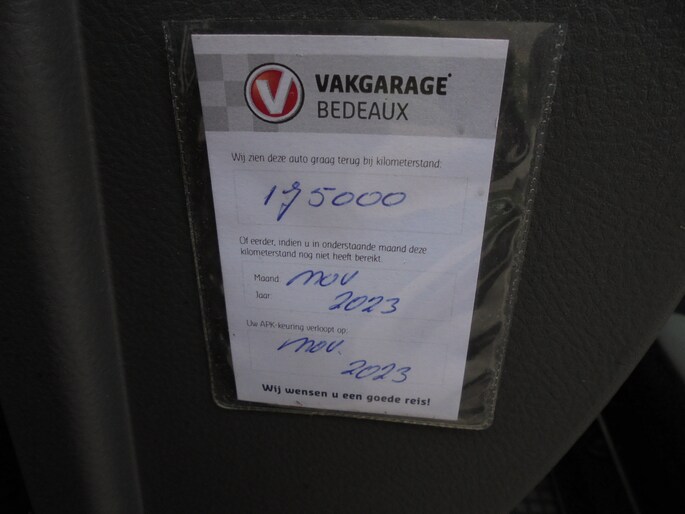 V VAKGARAGE
BEDEAUX
Wij zien deze auto graag terug bij kilometerstand:
175000
Of eerder, indien u in onderstaande maand deze
kilometerstand nog niet heeft bereikt.
Maand: nov
Jaar: 2023
Uw APK-keuring verloopt op:
nov.
2023
Wij wensen u een goede reis!